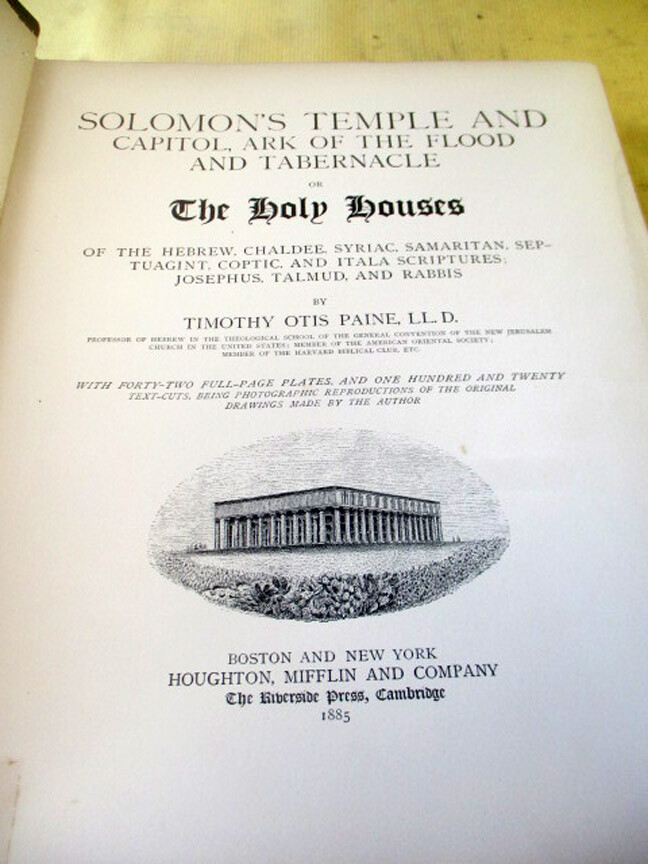 SOLOMON'S TEMPLE AND
CAPITOL, ARK OF THE FLOOD
AND TABERNACLE
OR
The Holy Houses
OF THE HEBREW, CHALDEE, SYRIAC, SAMARITAN, SEP-
TUAGINT, COPTIC, AND ITALA SCRIPTURES;
JOSEPHUS, TALMUD, AND RABBIS
BY
TIMOTHY OTIS PAINE, LL. D.
PROFESSOR OF HEBREW IN THE THEOLOGICAL SCHOOL OF THE GENERAL CONVENTION OF THE NEW JERUSALEM
CHURCH IN THE UNITED STATES; MEMBER OF THE AMERICAN ORIENTAL SOCIETY;
MEMBER OF THE HARVARD BIBLICAL CLUB, ETC.
WITH FORTY-TWO FULL-PAGE PLATES, AND ONE HUNDRED AND TWENTY
TEXT-CUTS, BEING PHOTOGRAPHIC REPRODUCTIONS OF THE ORIGINAL
DRAWINGS MADE BY THE AUTHOR
BOSTON AND NEW YORK
HOUGHTON, MIFFLIN AND COMPANY
The Riverside Press, Cambridge
1885